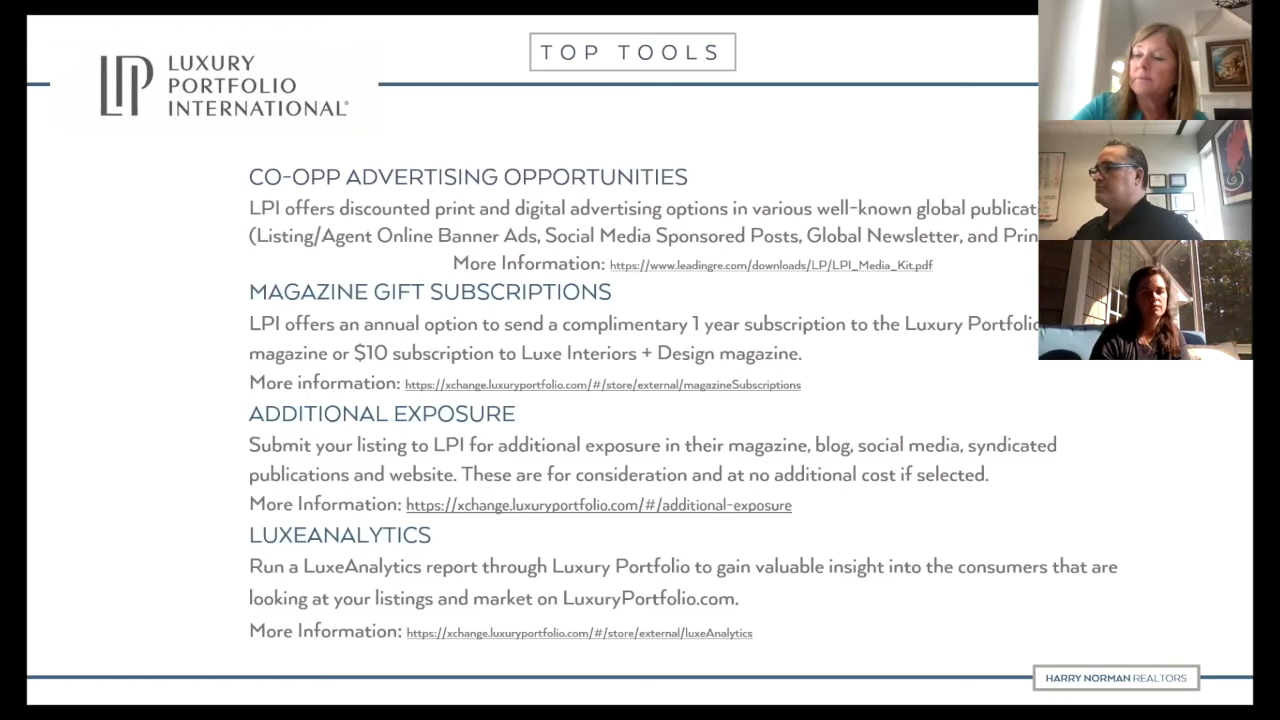 TOP TOOLS
LUXURY
PORTFOLIO
INTERNATIONAL®
CO-OPP ADVERTISING OPPORTUNITIES
LPI offers discounted print and digital advertising options in various well-known global
(Listing/Agent Online Banner Ads, Social Media Sponsored Posts, Global Newsletter, and
More Information: https://www.leadingre.com/downloads/LP/LPI_Media_Kit.pdf
MAGAZINE GIFT SUBSCRIPTIONS
LPI offers an annual option to send a complimentary 1 year subscription to the Luxury Portfolio
magazine or $10 subscription to Luxe Interiors + Design magazine.
More information: https://xchange.luxuryportfolio.com/#/store/external/magazineSubscriptions
ADDITIONAL EXPOSURE
Submit your listing to LPI for additional exposure in their magazine, blog, social media, syndicated
publications and website. These are for consideration and at no additional cost if selected.
More Information: https://xchange.luxuryportfolio.com/#/additional-exposure
LUXEANALYTICS
Run a LuxeAnalytics report through Luxury Portfolio to gain valuable insight into the consumers that are
looking at your listings and market on LuxuryPortfolio.com.
More Information: https://xchange.luxuryportfolio.com/#/store/external/luxeAnalytics
HARRY NORMAN REALTORS